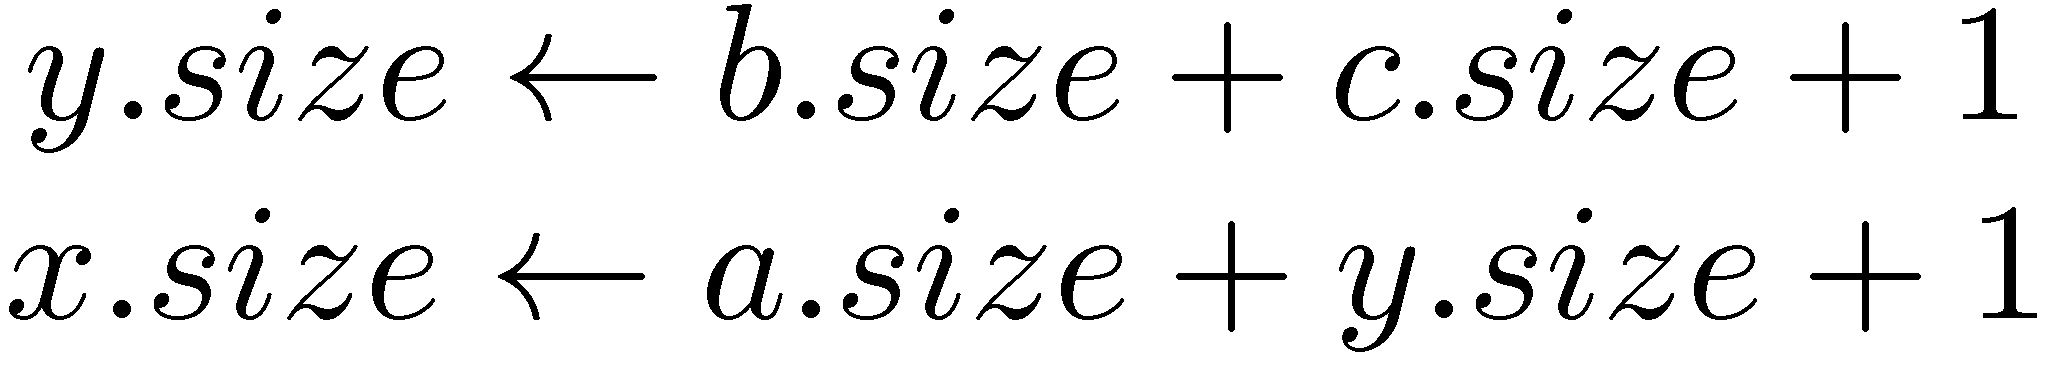 y.size ← b.size + c.size + 1
x.size ← a.size + y.size + 1